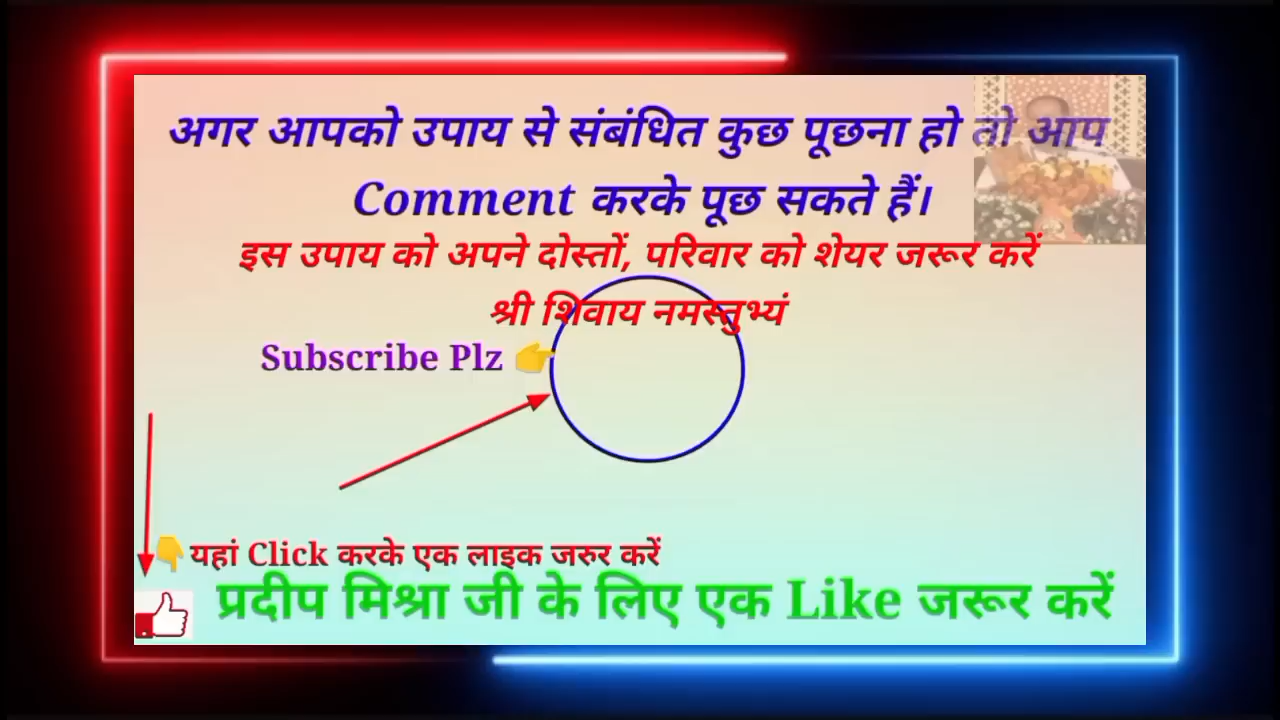 अगर आपको उपाय से संबंधित कुछ पूछना हो तो आप
Comment करके पूछ सकते हैं।
इस उपाय को अपने दोस्तों, परिवार को शेयर जरूर करें
श्री शिवाय नमस्तुभ्यं
Subscribe Plz 👉
👇यहां Click करके एक लाइक जरुर करें
प्रदीप मिश्रा जी के लिए एक Like जरूर करें